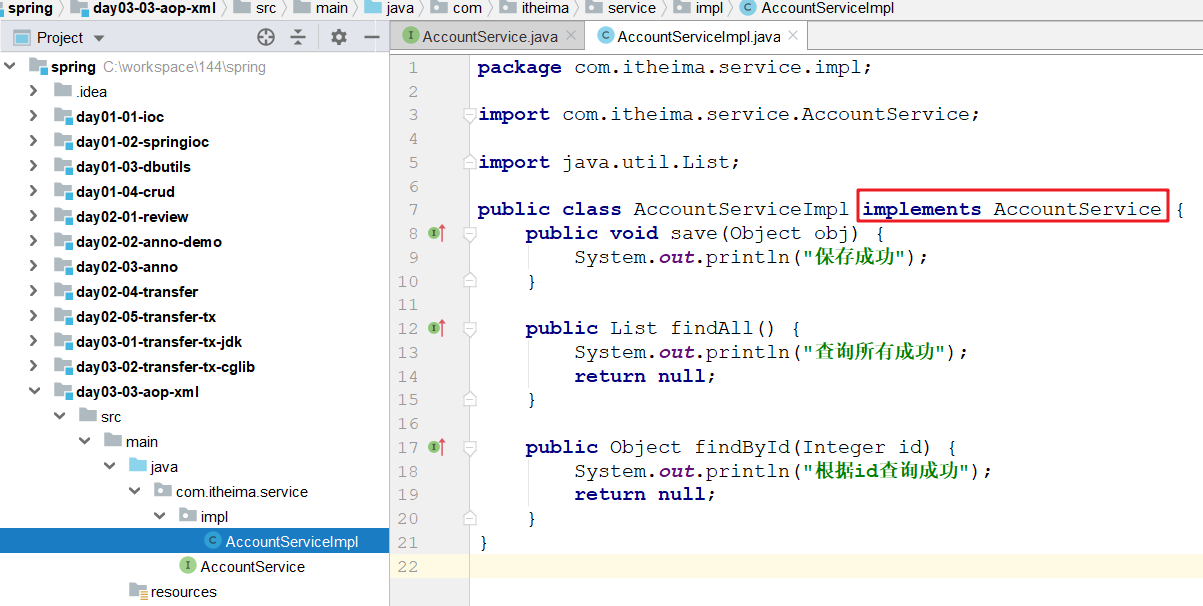 spring day03-03-aop-xml src main java com itheima service impl AccountServiceImpl
Project
AccountService.java AccountServiceImpl.java
spring C:\workspace\144\spring
.idea
day01-01-ioc
day01-02-springioc
day01-03-dbutils
day01-04-crud
day02-01-review
day02-02-anno-demo
day02-03-anno
day02-04-transfer
day02-05-transfer-tx
day03-01-transfer-tx-jdk
day03-02-transfer-tx-cglib
day03-03-aop-xml
src
main
java
com.itheima.service
impl
AccountServiceImpl
AccountService
resources
1 package com.itheima.service.impl;
2
3 import com.itheima.service.AccountService;
4
5 import java.util.List;
6
7 public class AccountServiceImpl implements AccountService {
8 public void save(Object obj) {
9 System.out.println("保存成功");
10 }
11
12 public List findAll() {
13 System.out.println("查询所有成功");
14 return null;
15 }
16
17 public Object findById(Integer id) {
18 System.out.println("根据id查询成功");
19 return null;
20 }
21 }
22